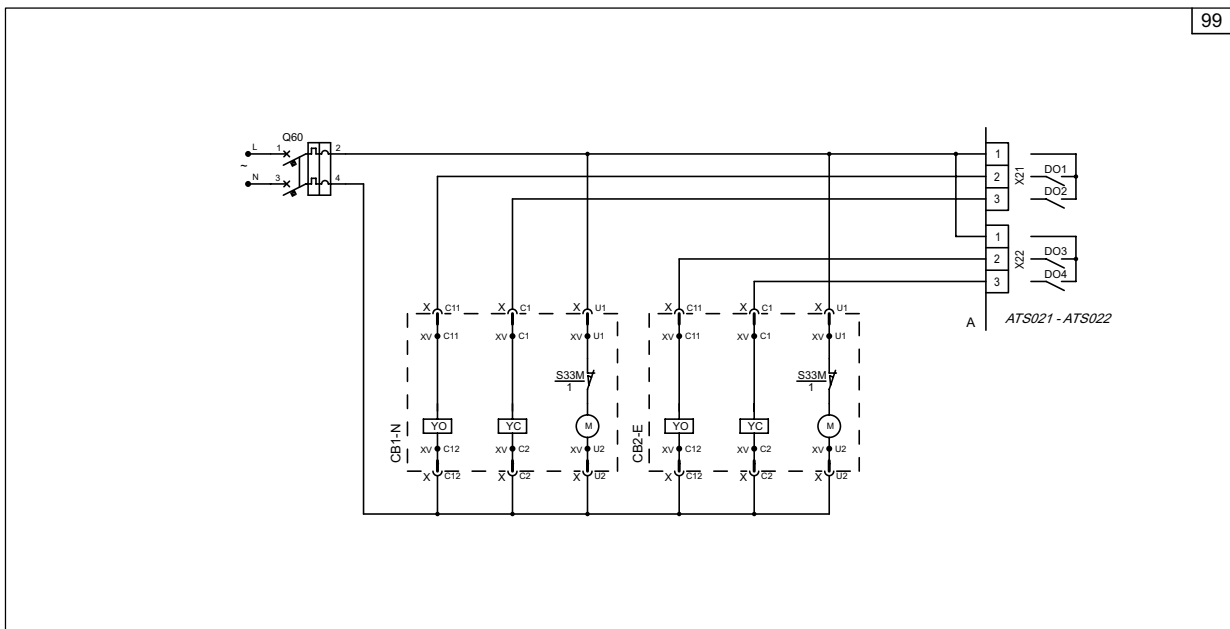 99
Q60
L 1 2
~
N 3 4
1
2 DO1
X21
3 DO2
1
2 DO3
X22
3 DO4
A ATS021 - ATS022
X C11 X C1 X U1 X C11 X C1 X U1
XV C11 XV C1 XV U1 XV C11 XV C1 XV U1
S33M S33M
1 1
YO YC M YO YC M
CB1-N CB2-E
XV C12 XV C2 XV U2 XV C12 XV C2 XV U2
X C12 X C2 X U2 X C12 X C2 X U2